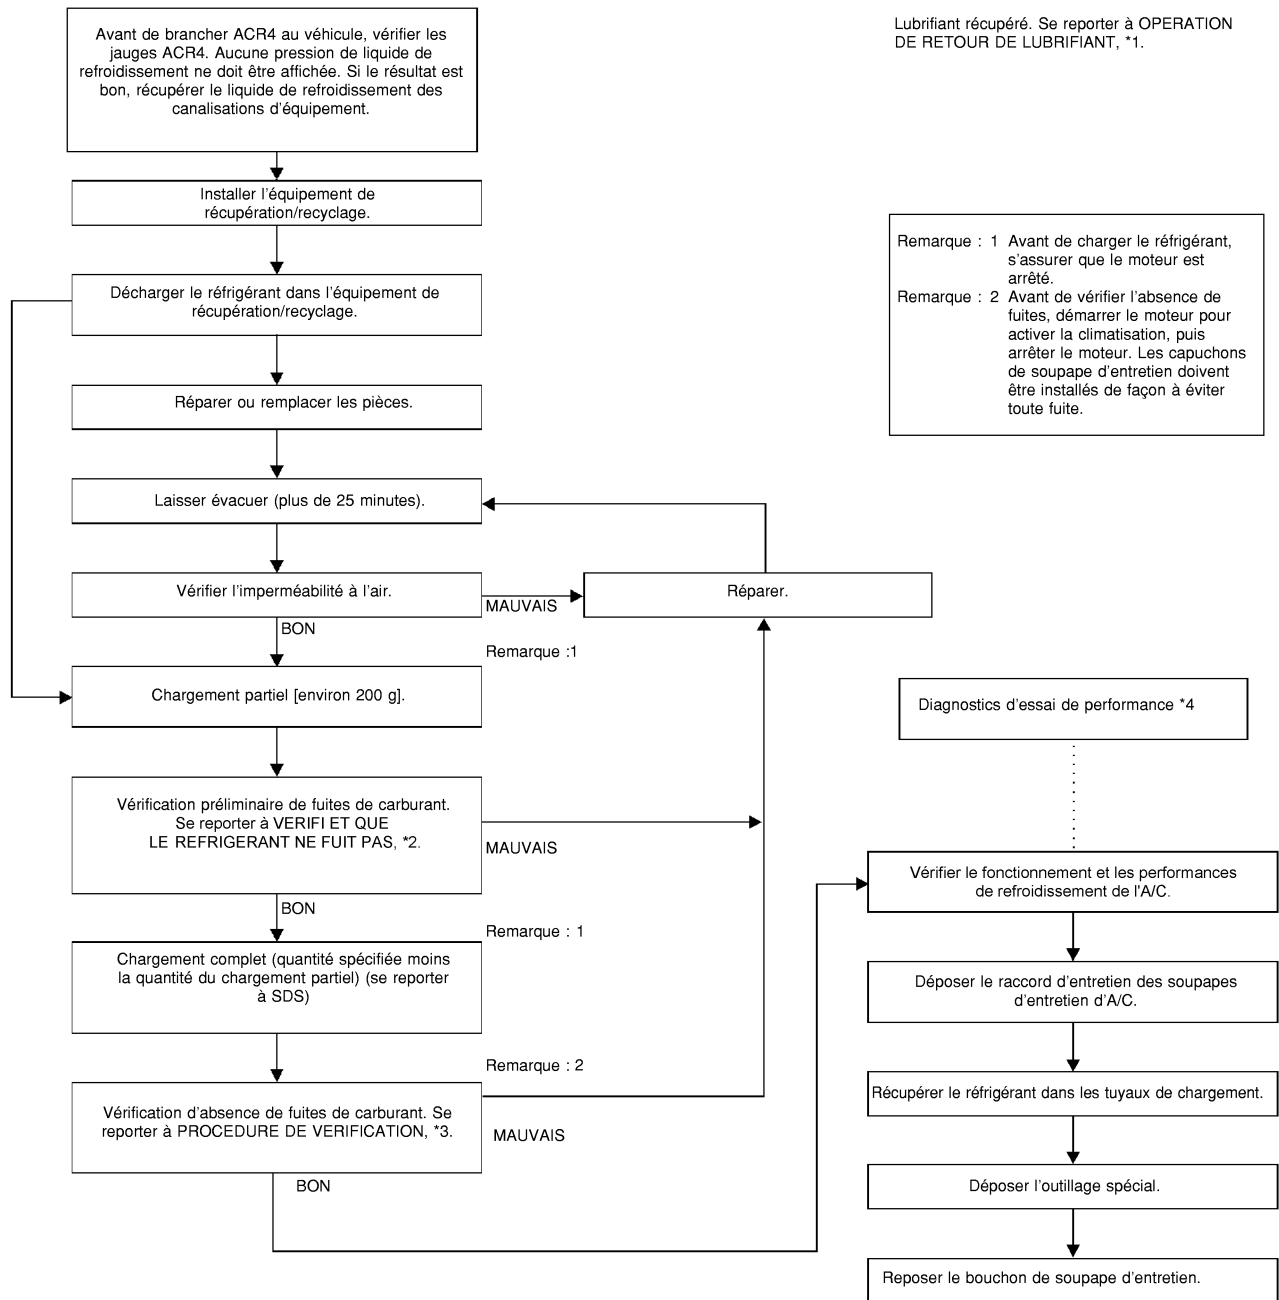 Avant de brancher ACR4 au véhicule, vérifier les
jauges ACR4. Aucune pression de liquide de
refroidissement ne doit être affichée. Si le résultat est
bon, récupérer le liquide de refroidissement des
canalisations d'équipement.
Lubrifiant récupéré. Se reporter à OPERATION
DE RETOUR DE LUBRIFIANT, *1.
Installer l'équipement de
récupération/recyclage.
Décharger le réfrigérant dans l'équipement de
récupération/recyclage.
Remarque : 1 Avant de charger le réfrigérant,
s'assurer que le moteur est
arrêté.
Remarque : 2 Avant de vérifier l'absence de
fuites, démarrer le moteur pour
activer la climatisation, puis
arrêter le moteur. Les capuchons
de soupape d'entretien doivent
être installés de façon à éviter
toute fuite.
Réparer ou remplacer les pièces.
Laisser évacuer (plus de 25 minutes).
Vérifier l'imperméabilité à l'air.
MAUVAIS
Réparer.
BON
Remarque :1
Chargement partiel [environ 200 g].
Vérification préliminaire de fuites de carburant.
Se reporter à VERIFI ET QUE
LE REFRIGERANT NE FUIT PAS, *2.
MAUVAIS
BON
Remarque : 1
Chargement complet (quantité spécifiée moins
la quantité du chargement partiel) (se reporter
à SDS)
Remarque : 2
Vérification d'absence de fuites de carburant. Se
reporter à PROCEDURE DE VERIFICATION, *3.
MAUVAIS
BON
Diagnostics d'essai de performance *4
Vérifier le fonctionnement et les performances
de refroidissement de l'A/C.
Déposer le raccord d'entretien des soupapes
d'entretien d'A/C.
Récupérer le réfrigérant dans les tuyaux de chargement.
Déposer l'outillage spécial.
Reposer le bouchon de soupape d'entretien.